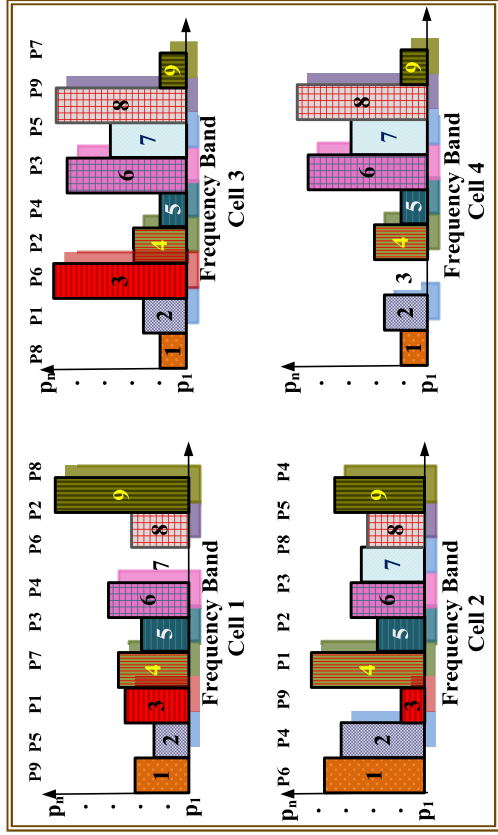 P9 P5 P1 P7 P3 P4 P6 P2 P8
pn
1 2 3 4 5 6 7 8 9
p1
Frequency Band
Cell 1
P8 P1 P6 P2 P4 P3 P5 P9 P7
pn
1 2 3 4 5 6 7 8 9
p1
Frequency Band
Cell 3
P6 P4 P9 P1 P2 P3 P8 P5 P4
pn
1 2 3 4 5 6 7 8 9
p1
Frequency Band
Cell 2
pn
1 2 3 4 5 6 7 8 9
p1
Frequency Band
Cell 4